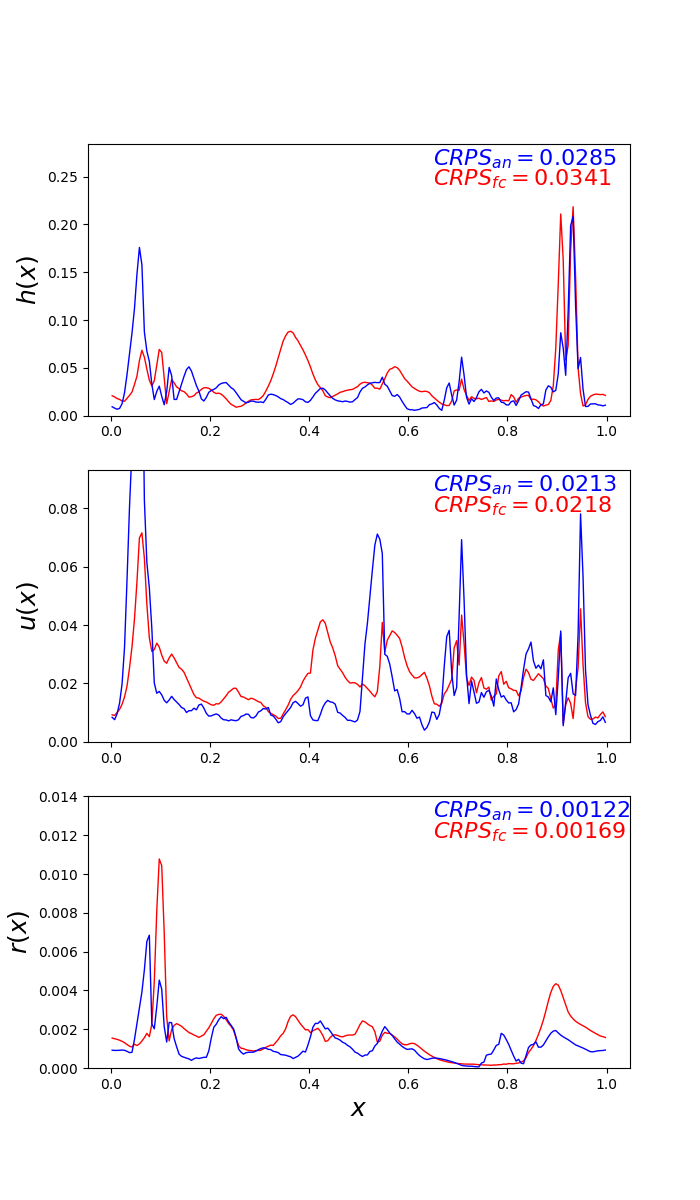 CRPS_an = 0.0285
CRPS_fc = 0.0341
h(x)
0.25
0.20
0.15
0.10
0.05
0.00
0.0 0.2 0.4 0.6 0.8 1.0
CRPS_an = 0.0213
CRPS_fc = 0.0218
u(x)
0.08
0.06
0.04
0.02
0.00
0.0 0.2 0.4 0.6 0.8 1.0
CRPS_an = 0.00122
CRPS_fc = 0.00169
r(x)
0.014
0.012
0.010
0.008
0.006
0.004
0.002
0.000
0.0 0.2 0.4 0.6 0.8 1.0
x